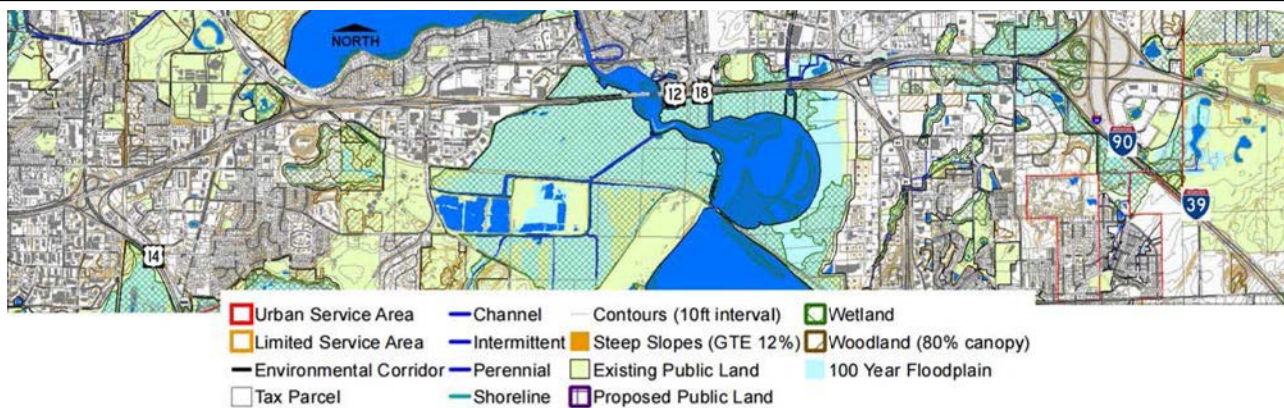 NORTH
12 18
90
39
14
Urban Service Area Channel Contours (10ft interval) Wetland
Limited Service Area Intermittent Steep Slopes (GTE 12%) Woodland (80% canopy)
Environmental Corridor Perennial Existing Public Land 100 Year Floodplain
Tax Parcel Shoreline Proposed Public Land